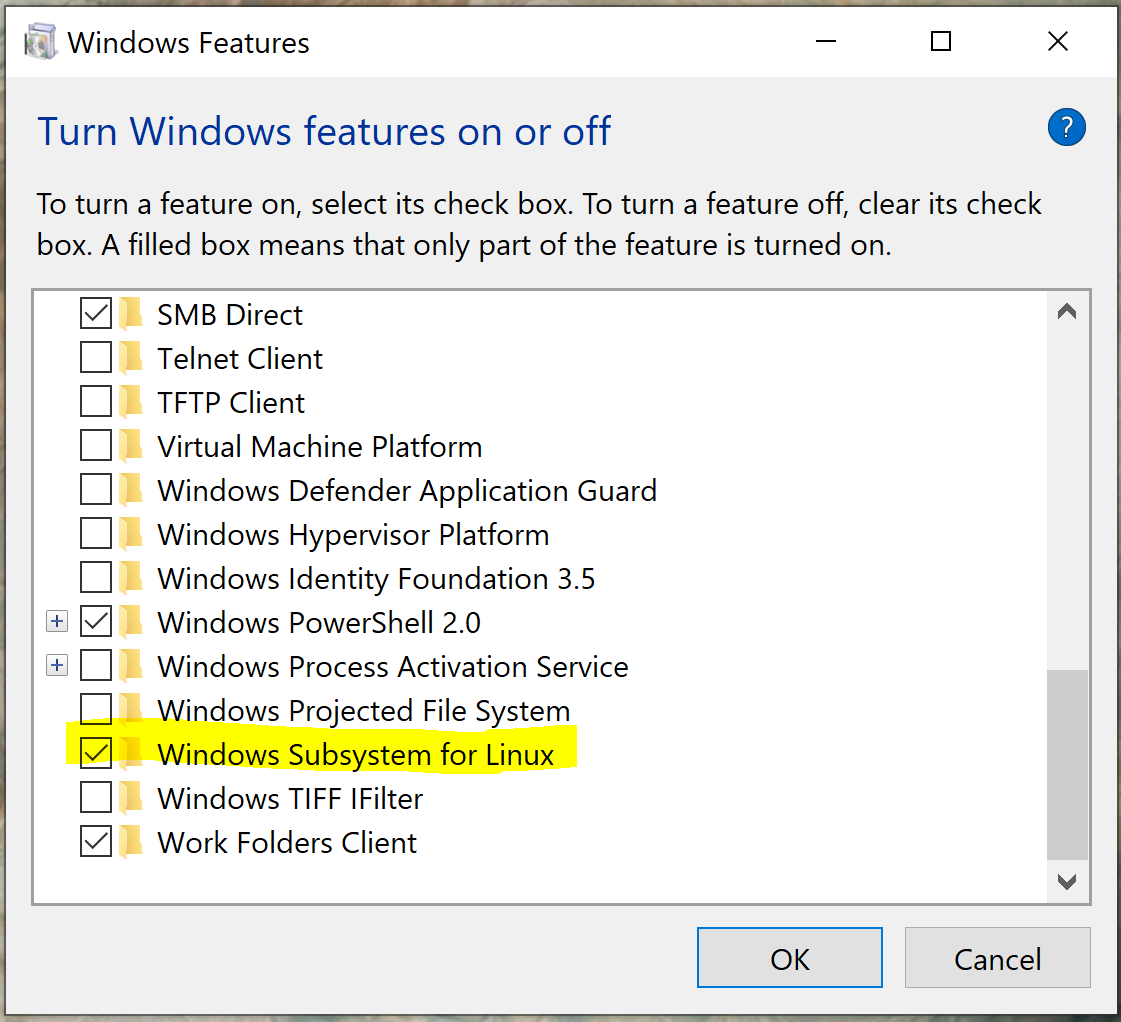 Windows Features
Turn Windows features on or off
?
To turn a feature on, select its check box. To turn a feature off, clear its check
box. A filled box means that only part of the feature is turned on.
SMB Direct
Telnet Client
TFTP Client
Virtual Machine Platform
Windows Defender Application Guard
Windows Hypervisor Platform
Windows Identity Foundation 3.5
Windows PowerShell 2.0
Windows Process Activation Service
Windows Projected File System
Windows Subsystem for Linux
Windows TIFF IFilter
Work Folders Client
OK Cancel